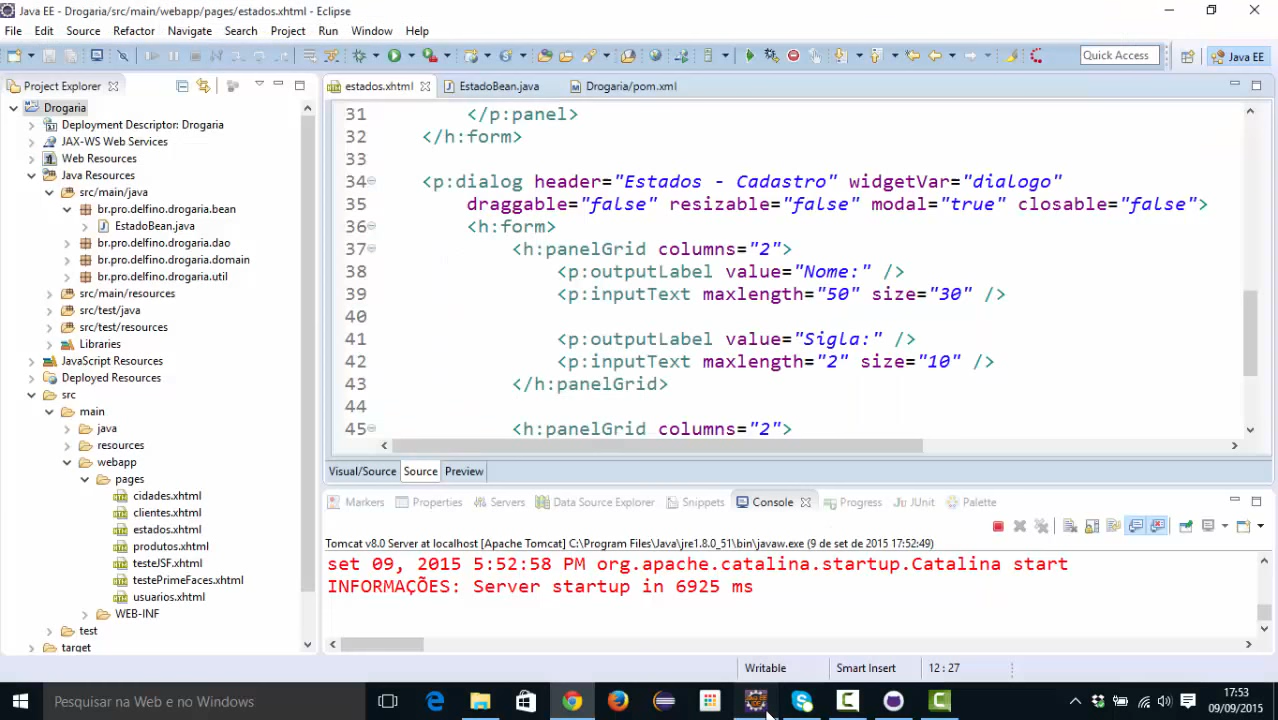 Java EE - Drogaria/src/main/webapp/pages/estados.xhtml - Eclipse
File Edit Source Refactor Navigate Search Project Run Window Help
Quick Access
Java EE
Project Explorer
Drogaria
Deployment Descriptor: Drogaria
JAX-WS Web Services
Web Resources
Java Resources
src/main/java
br.pro.delfino.drogaria.bean
EstadoBean.java
br.pro.delfino.drogaria.dao
br.pro.delfino.drogaria.domain
br.pro.delfino.drogaria.util
src/main/resources
src/test/java
src/test/resources
Libraries
JavaScript Resources
Deployed Resources
src
main
java
resources
webapp
pages
cidades.xhtml
clientes.xhtml
estados.xhtml
produtos.xhtml
testeJSF.xhtml
testePrimeFaces.xhtml
usuarios.xhtml
WEB-INF
test
target
estados.xhtml EstadoBean.java Drogaria/pom.xml
31 </p:panel>
32 </h:form>
33
34 <p:dialog header="Estados - Cadastro" widgetVar="dialogo"
35 draggable="false" resizable="false" modal="true" closable="false">
36 <h:form>
37 <h:panelGrid columns="2">
38 <p:outputLabel value="Nome:" />
39 <p:inputText maxlength="50" size="30" />
40
41 <p:outputLabel value="Sigla:" />
42 <p:inputText maxlength="2" size="10" />
43 </h:panelGrid>
44
45 <h:panelGrid columns="2">
Visual/Source Source Preview
Markers Properties Servers Data Source Explorer Snippets Console Progress JUnit Palette
Tomcat v8.0 Server at localhost [Apache Tomcat] C:\Program Files\Java\jre1.8.0_51\bin\javaw.exe (9 de set de 2015 17:52:49)
set 09, 2015 5:52:58 PM org.apache.catalina.startup.Catalina start
INFORMAÇÕES: Server startup in 6925 ms
Writable Smart Insert 12 : 27
Pesquisar na Web e no Windows
17:53
09/09/2015